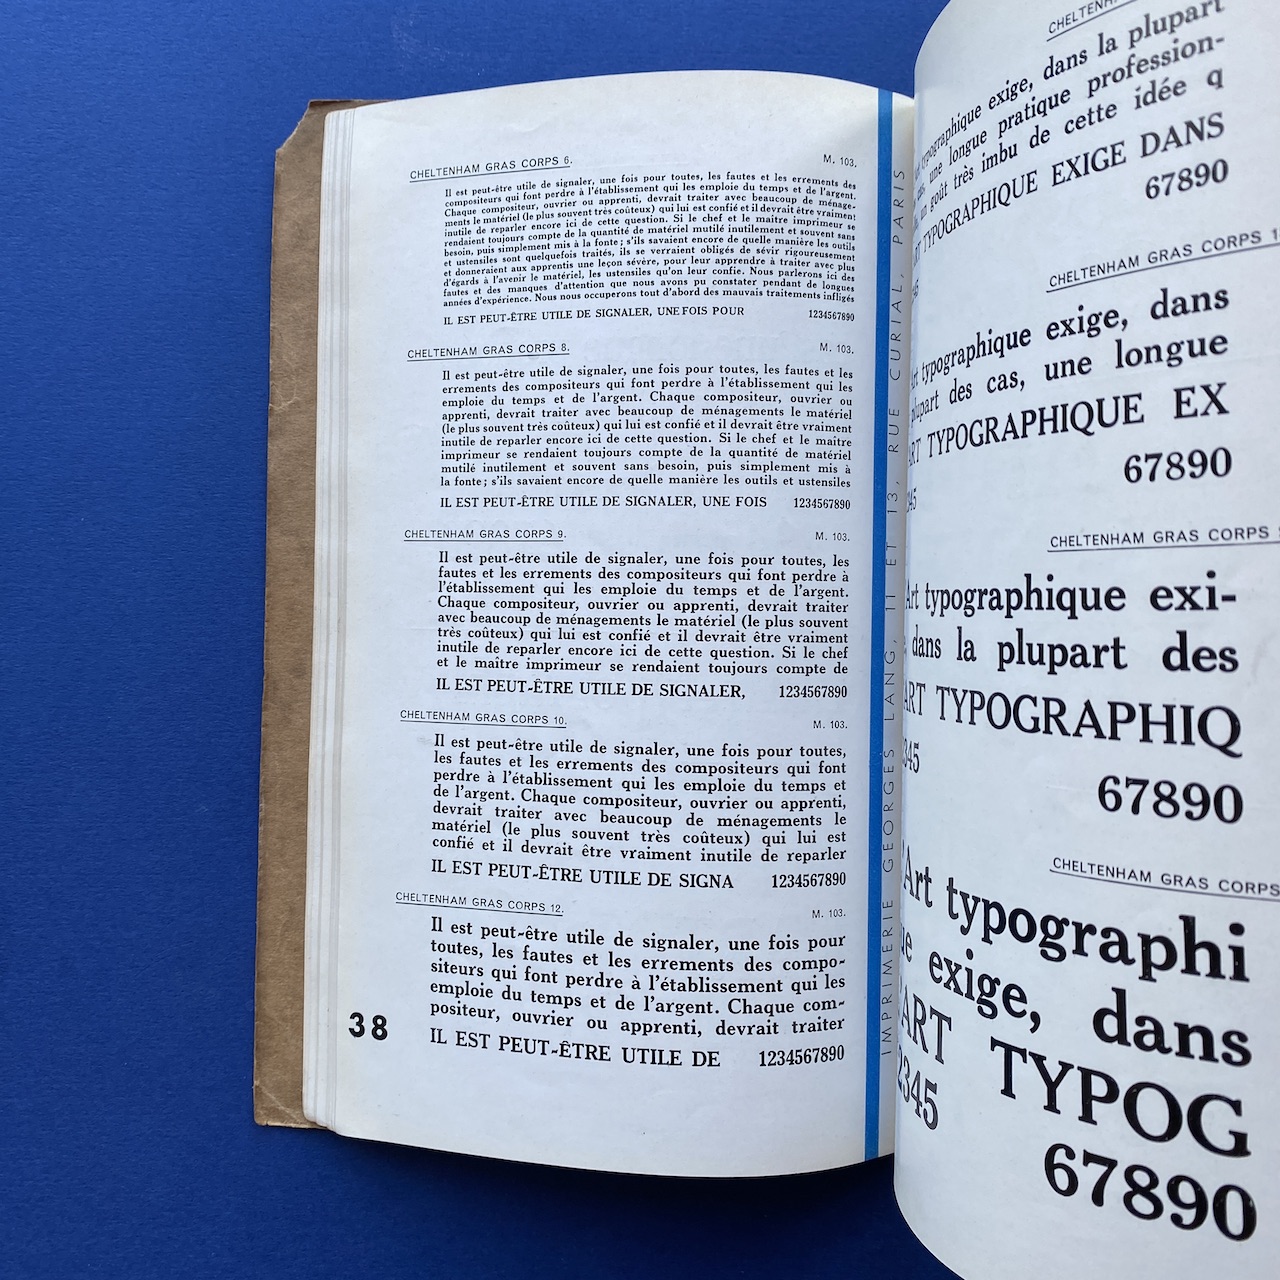 CHELTENHAM GRAS CORPS 6. M. 103.
Il est peut-être utile de signaler, une fois pour toutes, les fautes et les errements des
compositeurs qui font perdre à l'établissement qui les emploie du temps et de l'argent.
Chaque compositeur, ouvrier ou apprenti, devrait traiter avec beaucoup de ménage-
ments le matériel (le plus souvent très coûteux) qui lui est confié et il devrait être vraiment
inutile de reparler encore ici de cette question. Si le chef et le maitre imprimeur se
rendaient toujours compte de la quantité de matériel mutilé inutilement et souvent sans
besoin, puis simplement mis à la fonte; s'ils savaient encore de quelle manière les outils
et ustensiles sont quelquefois traités, ils se verraient obligés de sévir rigoureusement
et donneraient aux apprentis une leçon sévère, pour leur apprendre à traiter avec plus
d'égards à l'avenir le matériel, les ustensiles qu'on leur confie. Nous parlerons ici des
fautes et des manques d'attention que nous avons pu constater pendant de longues
années d'expérience. Nous nous occuperons tout d'abord des mauvais traitements infligés
IL EST PEUT-ÊTRE UTILE DE SIGNALER, UNE FOIS POUR 1234567890
CHELTENHAM GRAS CORPS 8. M. 103.
Il est peut-être utile de signaler, une fois pour toutes, les fautes et les
errements des compositeurs qui font perdre à l'établissement qui les
emploie du temps et de l'argent. Chaque compositeur, ouvrier ou
apprenti, devrait traiter avec beaucoup de ménagements le matériel
(le plus souvent très coûteux) qui lui est confié et il devrait être vraiment
inutile de reparler encore ici de cette question. Si le chef et le maitre
imprimeur se rendaient toujours compte de la quantité de matériel
mutilé inutilement et souvent sans besoin, puis simplement mis à
la fonte; s'ils savaient encore de quelle manière les outils et ustensiles
IL EST PEUT-ÊTRE UTILE DE SIGNALER, UNE FOIS 1234567890
CHELTENHAM GRAS CORPS 9. M. 103.
Il est peut-être utile de signaler, une fois pour toutes, les
fautes et les errements des compositeurs qui font perdre à
l'établissement qui les emploie du temps et de l'argent.
Chaque compositeur, ouvrier ou apprenti, devrait traiter
avec beaucoup de ménagements le matériel (le plus souvent
très coûteux) qui lui est confié et il devrait être vraiment
inutile de reparler encore ici de cette question. Si le chef
et le maître imprimeur se rendaient toujours compte de
IL EST PEUT-ÊTRE UTILE DE SIGNALER, 1234567890
CHELTENHAM GRAS CORPS 10. M. 103.
Il est peut-être utile de signaler, une fois pour toutes,
les fautes et les errements des compositeurs qui font
perdre à l'établissement qui les emploie du temps et
de l'argent. Chaque compositeur, ouvrier ou apprenti,
devrait traiter avec beaucoup de ménagements le
matériel (le plus souvent très coûteux) qui lui est
confié et il devrait être vraiment inutile de reparler
IL EST PEUT-ÊTRE UTILE DE SIGNA 1234567890
CHELTENHAM GRAS CORPS 12. M. 103.
Il est peut-être utile de signaler, une fois pour
toutes, les fautes et les errements des compo-
siteurs qui font perdre à l'établissement qui les
emploie du temps et de l'argent. Chaque com-
positeur, ouvrier ou apprenti, devrait traiter
IL EST PEUT-ÊTRE UTILE DE 1234567890
38
IMPRIMERIE GEORGES LANG, 11 ET 13, RUE CURIAL, PARIS
typographique exige, dans la plupart
une longue pratique profession-
un goût très imbu de cette idée q
TYPOGRAPHIQUE EXIGE DANS
67890
CHELTENHAM GRAS CORPS
Art typographique exige, dans
plupart des cas, une longue
ART TYPOGRAPHIQUE EX
67890
CHELTENHAM GRAS CORPS
Art typographique exi-
dans la plupart des
ART TYPOGRAPHIQ
345
67890
CHELTENHAM GRAS CORPS
Art typographi
exige, dans
ART TYPOG
2345
67890